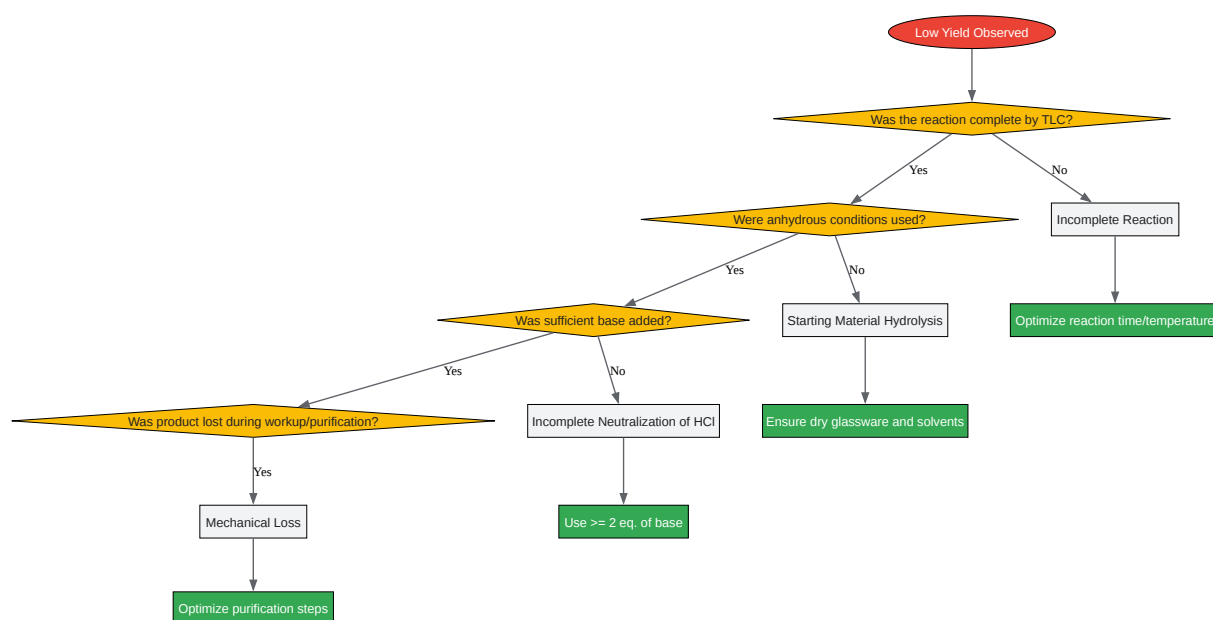 Low Yield Observed
Was the reaction complete by TLC?
Yes
No
Were anhydrous conditions used?
Incomplete Reaction
Yes
No
Was sufficient base added?
Starting Material Hydrolysis
Optimize reaction time/temperature
Yes
No
Was product lost during workup/purification?
Incomplete Neutralization of HCl
Ensure dry glassware and solvents
Yes
Mechanical Loss
Use >= 2 eq. of base
Optimize purification steps